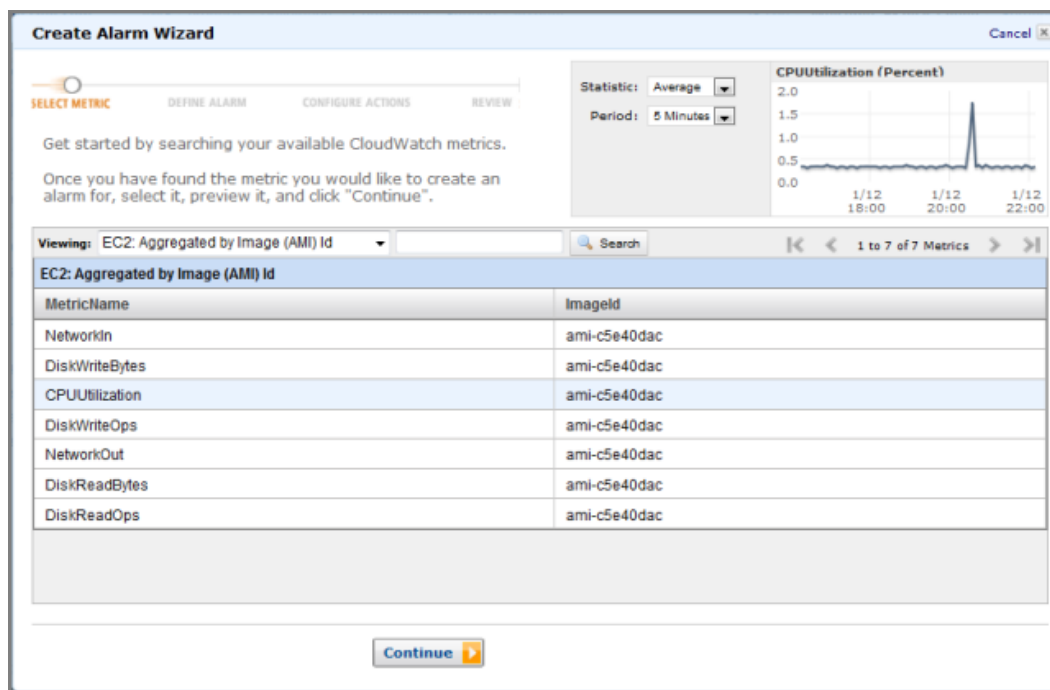 Create Alarm Wizard
Cancel
SELECT METRIC DEFINE ALARM CONFIGURE ACTIONS REVIEW
Get started by searching your available CloudWatch metrics.
Once you have found the metric you would like to create an
alarm for, select it, preview it, and click "Continue".
Statistic: Average
Period: 5 Minutes
CPUUtilization (Percent)
2.0
1.5
1.0
0.5
0.0
1/12 1/12 1/12
18:00 20:00 22:00
Viewing: EC2: Aggregated by Image (AMI) Id Search 1 to 7 of 7 Metrics
EC2: Aggregated by Image (AMI) Id
MetricName ImageId
NetworkIn ami-c5e40dac
DiskWriteBytes ami-c5e40dac
CPUUtilization ami-c5e40dac
DiskWriteOps ami-c5e40dac
NetworkOut ami-c5e40dac
DiskReadBytes ami-c5e40dac
DiskReadOps ami-c5e40dac
Continue